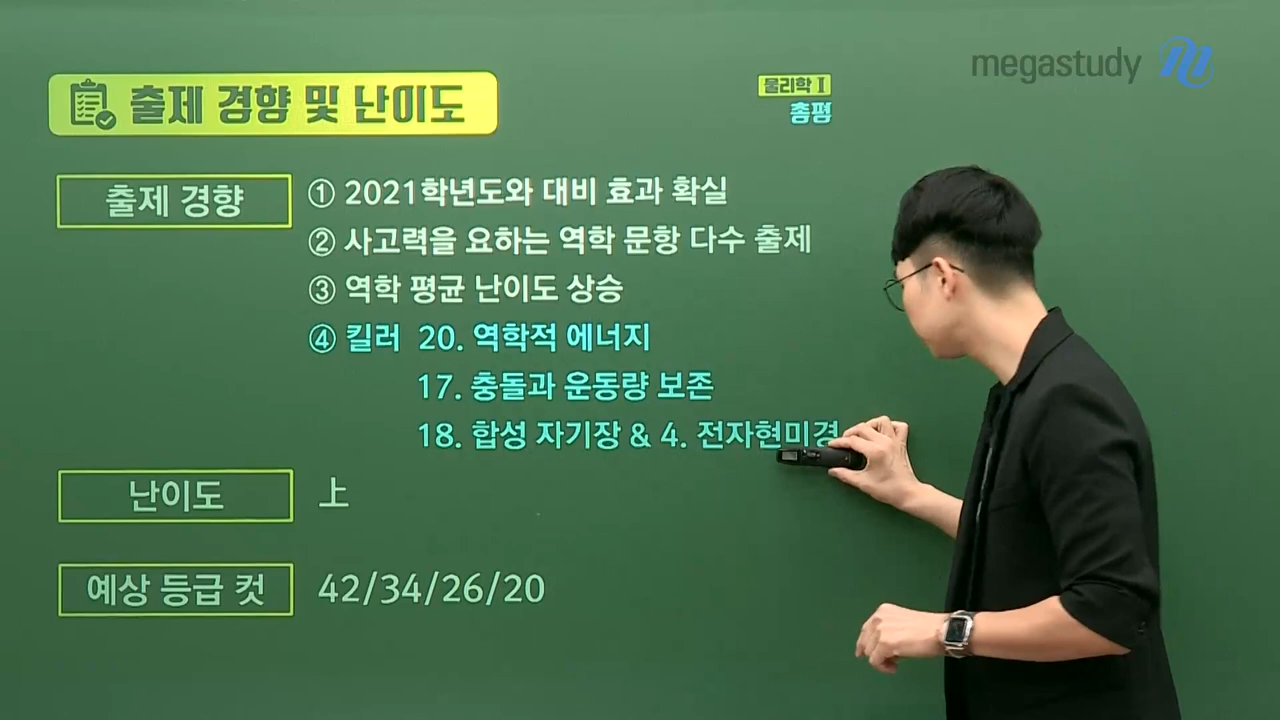 megastudy
출제 경향 및 난이도
물리학 I
총평
출제 경향
① 2021학년도와 대비 효과 확실
② 사고력을 요하는 역학 문항 다수 출제
③ 역학 평균 난이도 상승
④ 킬러 20. 역학적 에너지
17. 충돌과 운동량 보존
18. 합성 자기장 & 4. 전자현미경
난이도
上
예상 등급 컷
42/34/26/20